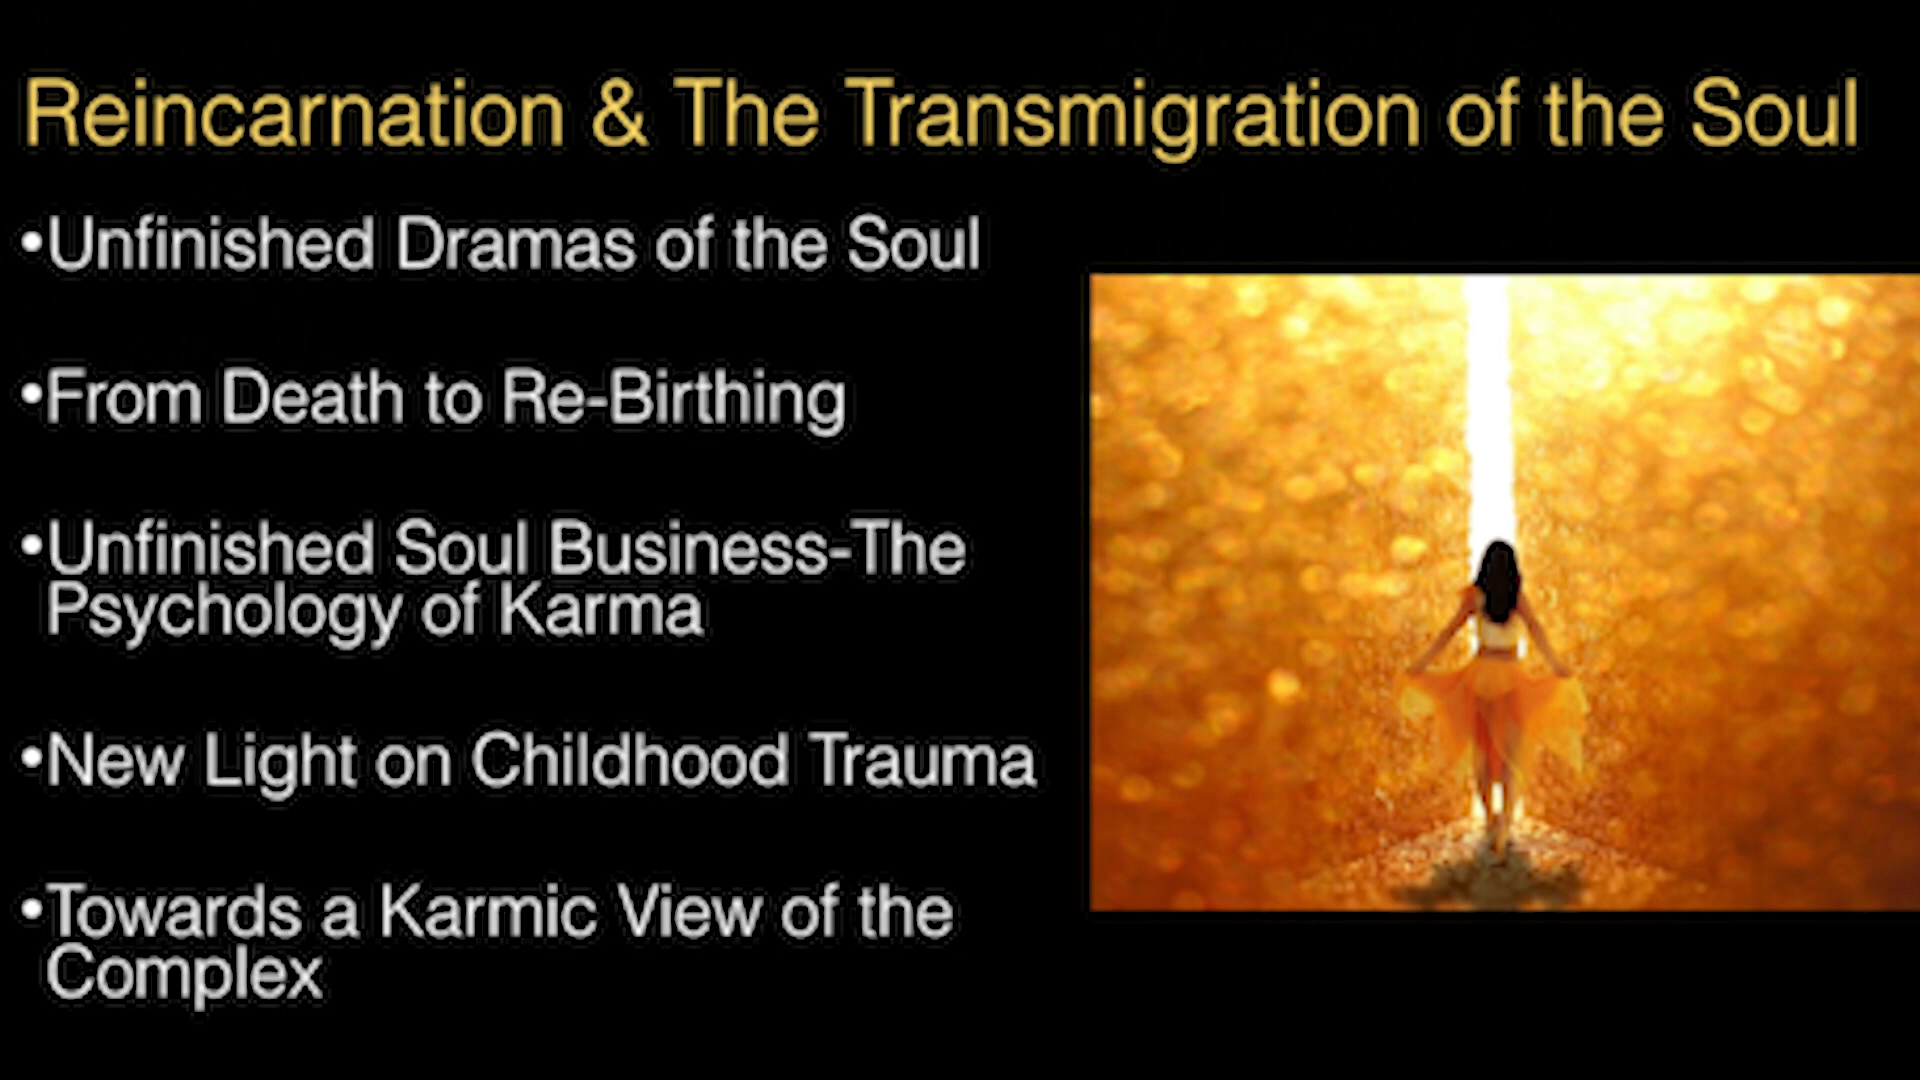 Reincarnation & The Transmigration of the Soul
•Unfinished Dramas of the Soul
•From Death to Re-Birthing
•Unfinished Soul Business-The
Psychology of Karma
•New Light on Childhood Trauma
•Towards a Karmic View of the
Complex